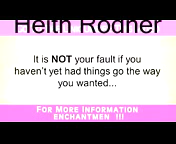 Helth Rodner
It is NOT your fault if you
haven't yet had things go the way
you wanted...
For More Information
enchantmen !!!